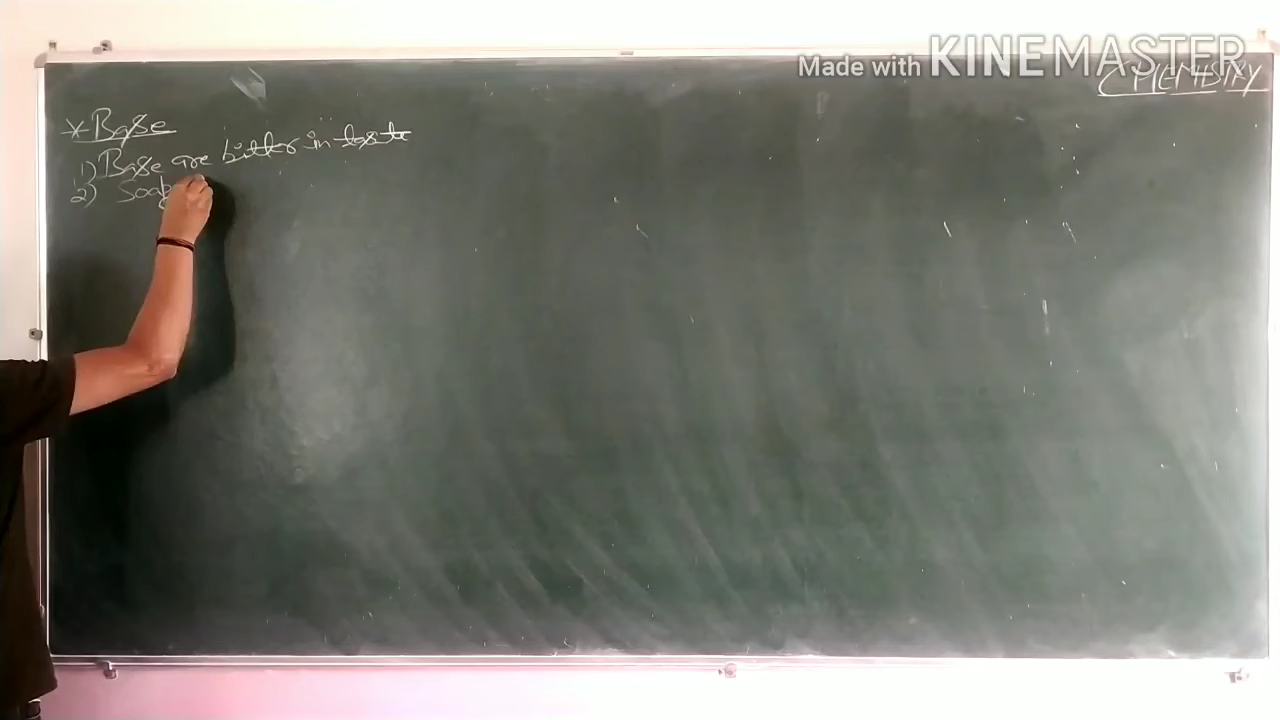 Made with KINEMASTER
CHEMISTRY
* Base
1) Base are bitter in taste
2) Soap